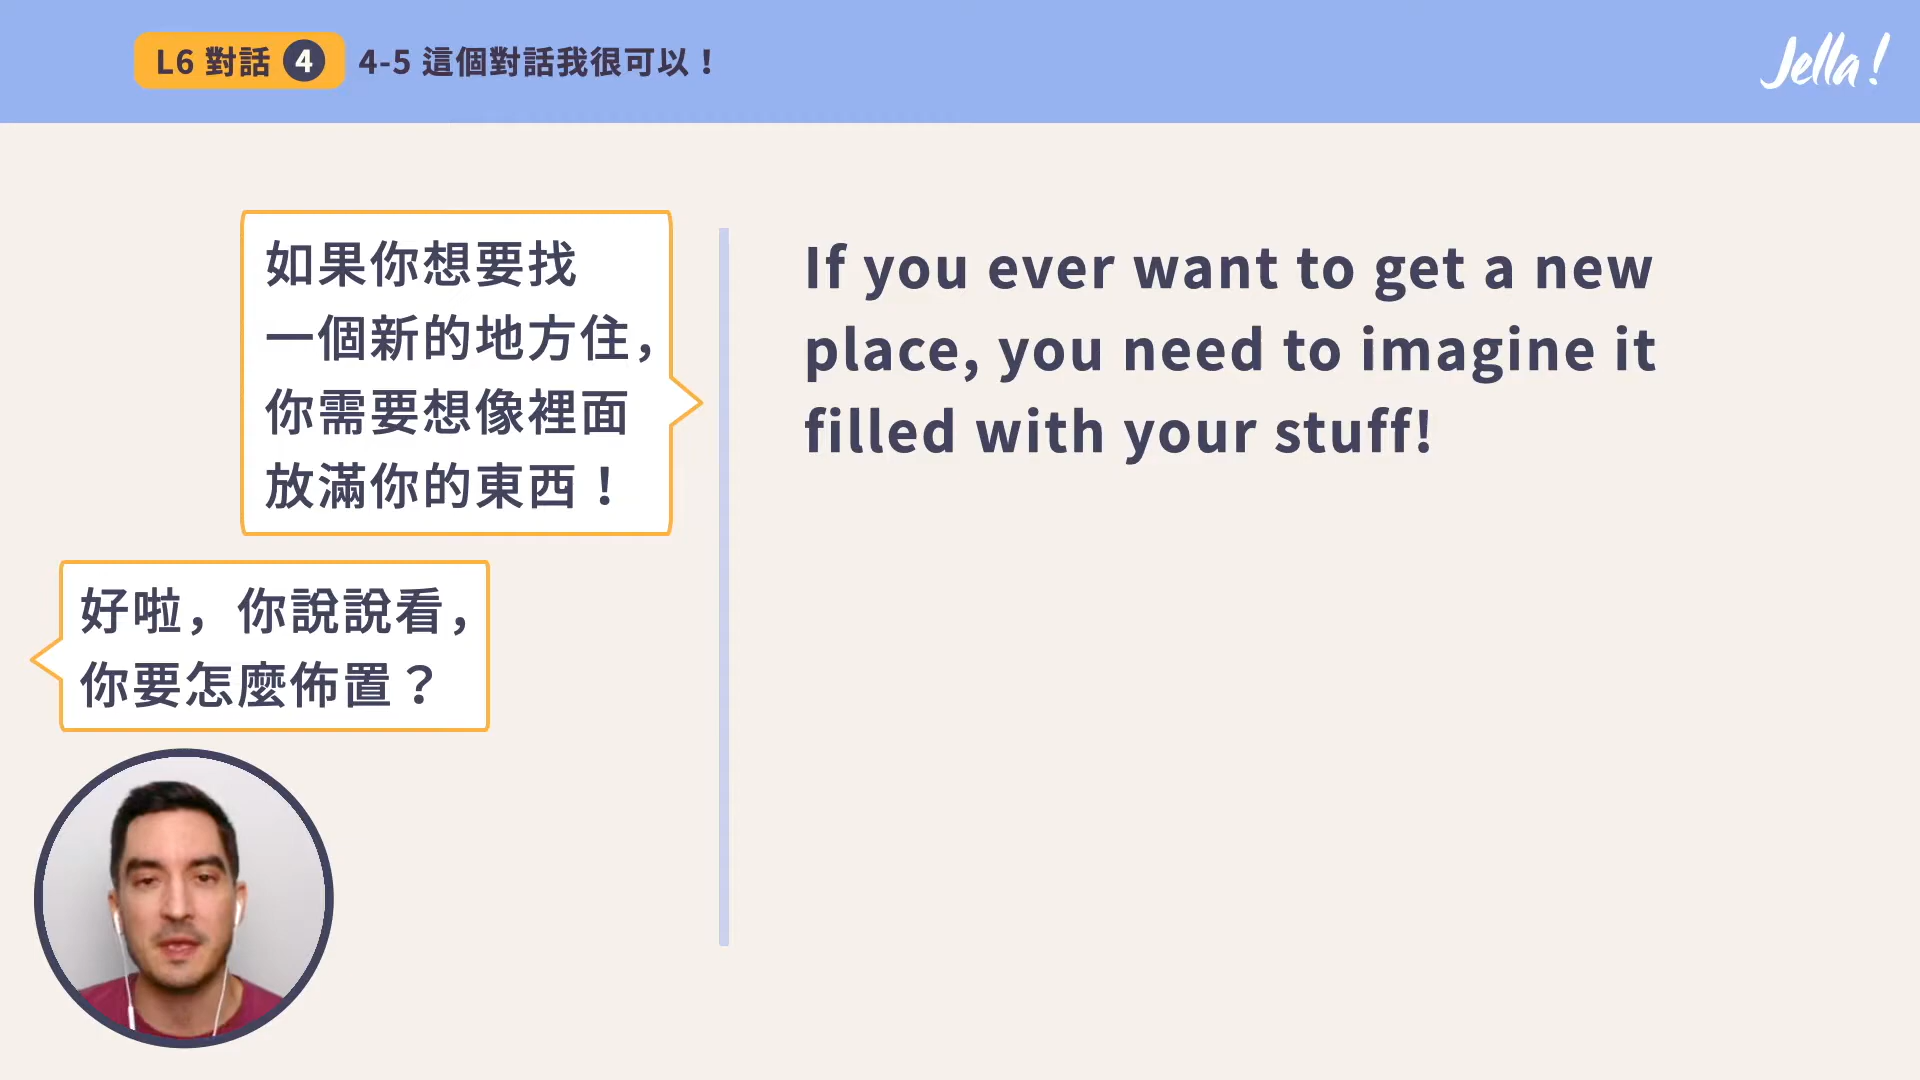 L6 對話 4 4-5 這個對話我很可以！
Jella!
如果你想要找
一個新的地方住，
你需要想像裡面
放滿你的東西！
If you ever want to get a new
place, you need to imagine it
filled with your stuff!
好啦，你說說看，
你要怎麼佈置？